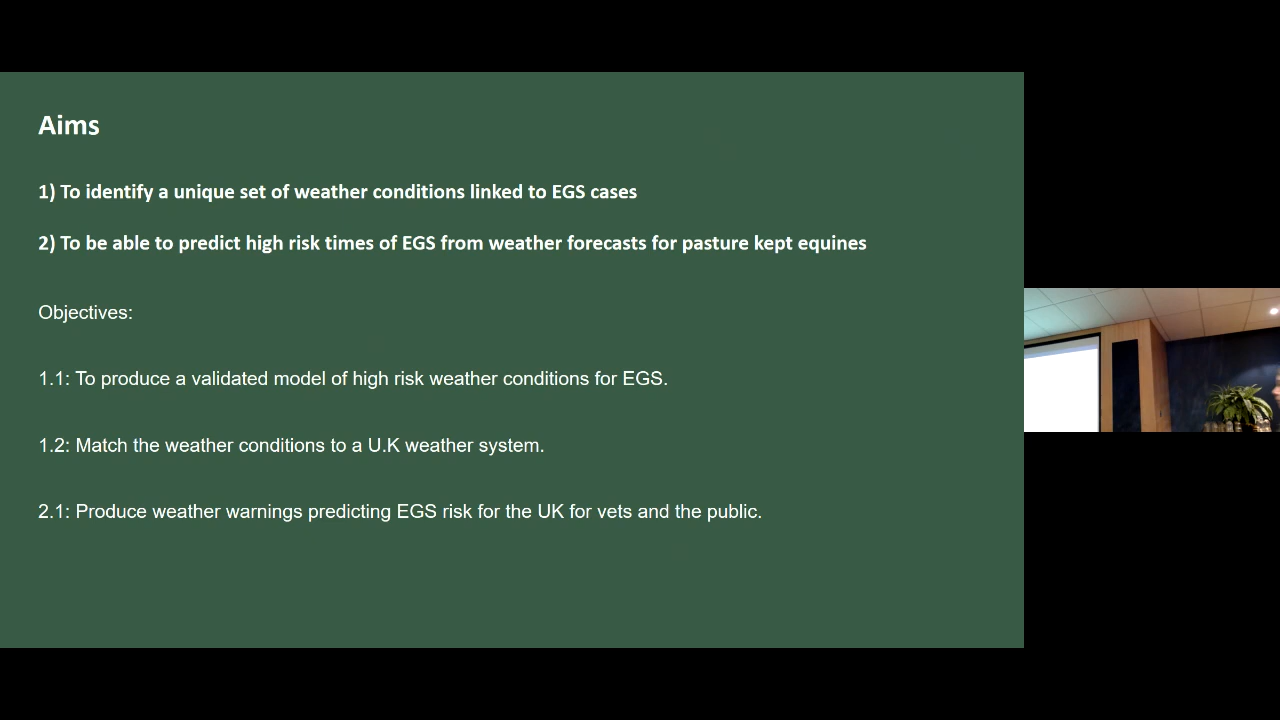 Aims
1) To identify a unique set of weather conditions linked to EGS cases
2) To be able to predict high risk times of EGS from weather forecasts for pasture kept equines
Objectives:
1.1: To produce a validated model of high risk weather conditions for EGS.
1.2: Match the weather conditions to a U.K weather system.
2.1: Produce weather warnings predicting EGS risk for the UK for vets and the public.